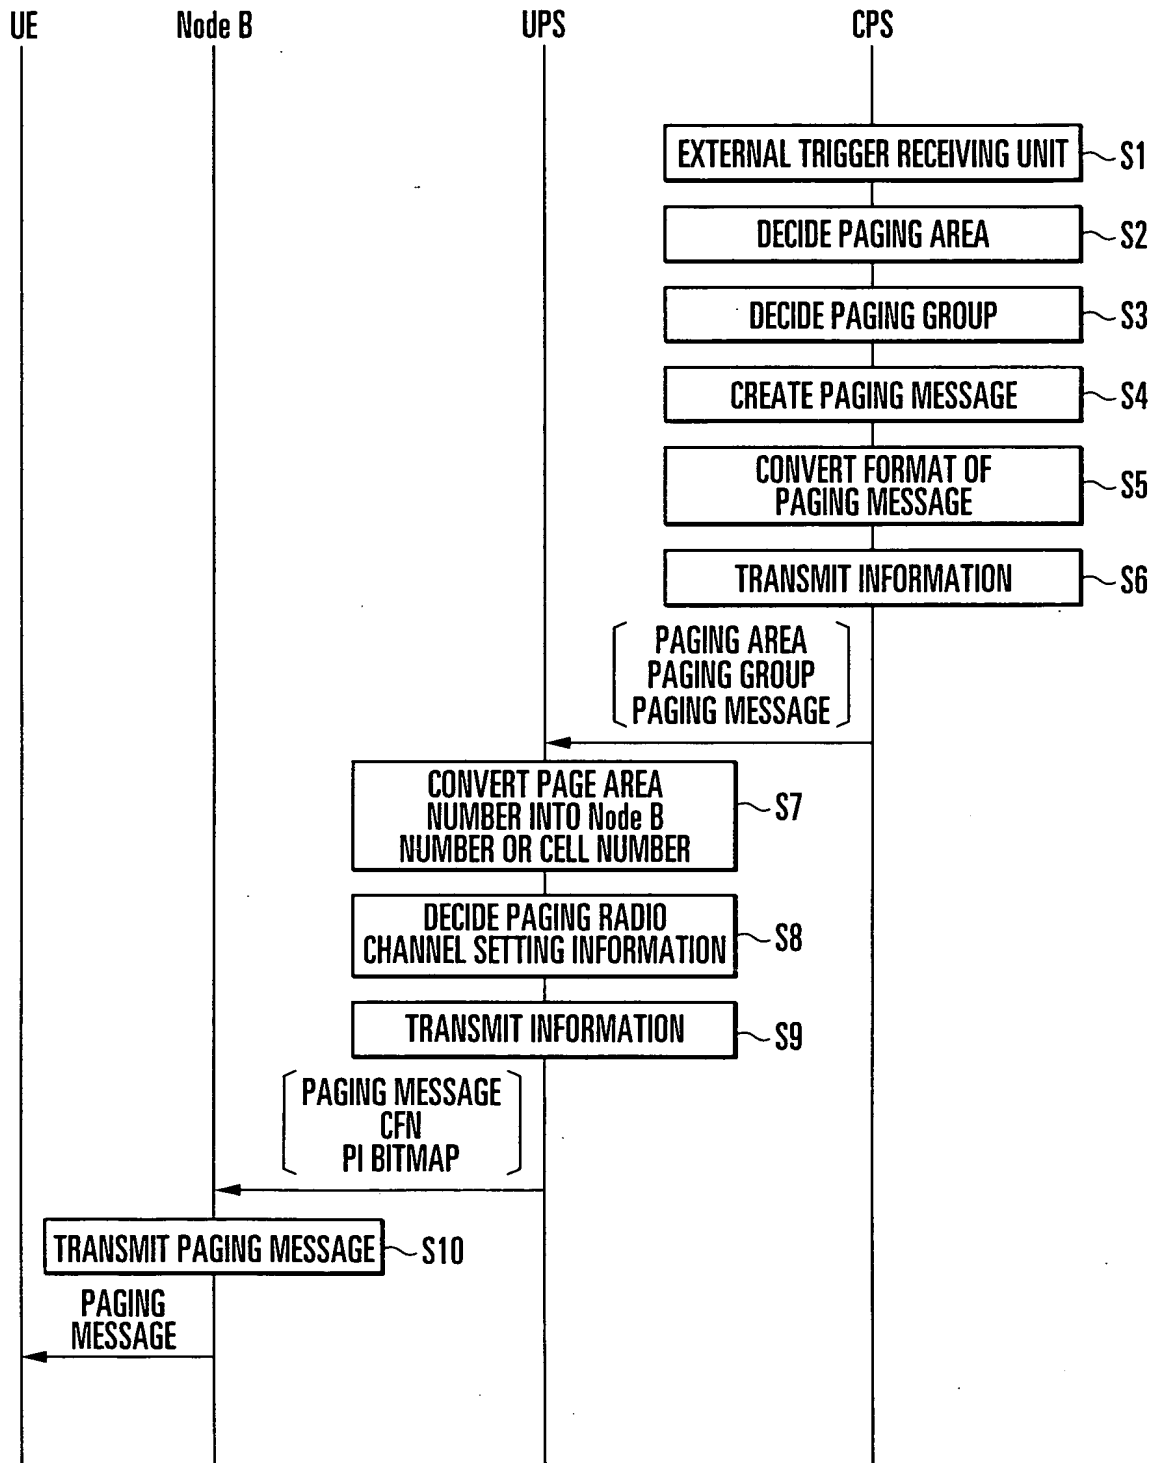 UE
Node B
UPS
CPS
EXTERNAL TRIGGER RECEIVING UNIT
S1
DECIDE PAGING AREA
S2
DECIDE PAGING GROUP
S3
CREATE PAGING MESSAGE
S4
CONVERT FORMAT OF
PAGING MESSAGE
S5
TRANSMIT INFORMATION
S6
PAGING AREA
PAGING GROUP
PAGING MESSAGE
CONVERT PAGE AREA
NUMBER INTO Node B
NUMBER OR CELL NUMBER
S7
DECIDE PAGING RADIO
CHANNEL SETTING INFORMATION
S8
TRANSMIT INFORMATION
S9
PAGING MESSAGE
CFN
PI BITMAP
TRANSMIT PAGING MESSAGE
S10
PAGING
MESSAGE